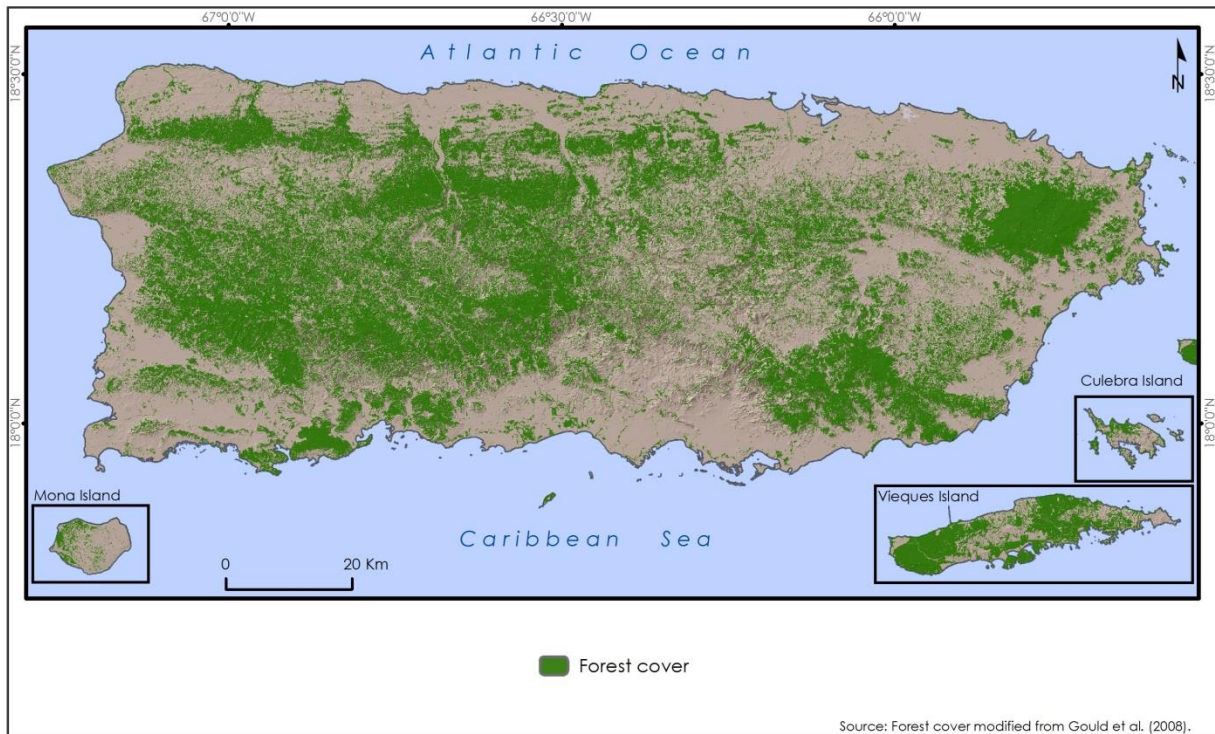 67°0'0"W 66°30'0"W 66°0'0"W
Atlantic Ocean
18°30'0"N 18°30'0"N
N
18°0'0"N 18°0'0"N
Culebra Island
Mona Island
Vieques Island
Caribbean Sea
0 20 Km
Forest cover
Source: Forest cover modified from Gould et al. (2008).